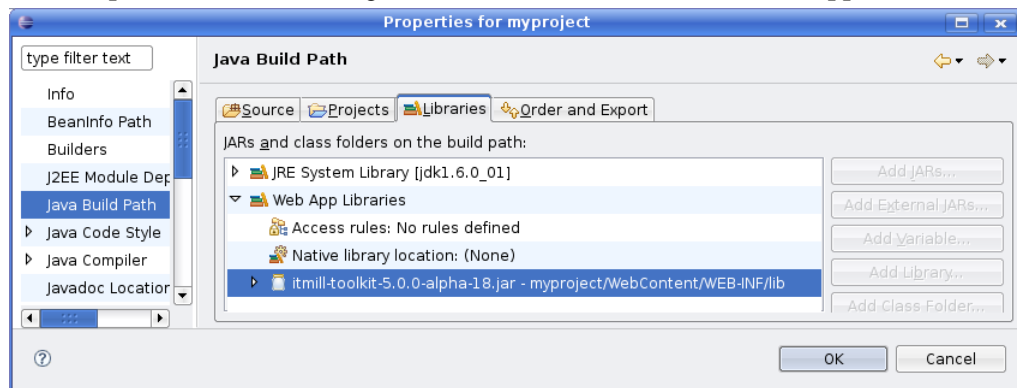 Properties for myproject
type filter text
Java Build Path
Info
BeanInfo Path
Builders
J2EE Module Dep
Java Build Path
Java Code Style
Java Compiler
Javadoc Location
Source
Projects
Libraries
Order and Export
JARs and class folders on the build path:
JRE System Library [jdk1.6.0_01]
Web App Libraries
Access rules: No rules defined
Native library location: (None)
itmill-toolkit-5.0.0-alpha-18.jar - myproject/WebContent/WEB-INF/lib
Add JARs...
Add External JARs...
Add Variable...
Add Library...
Add Class Folder...
OK
Cancel